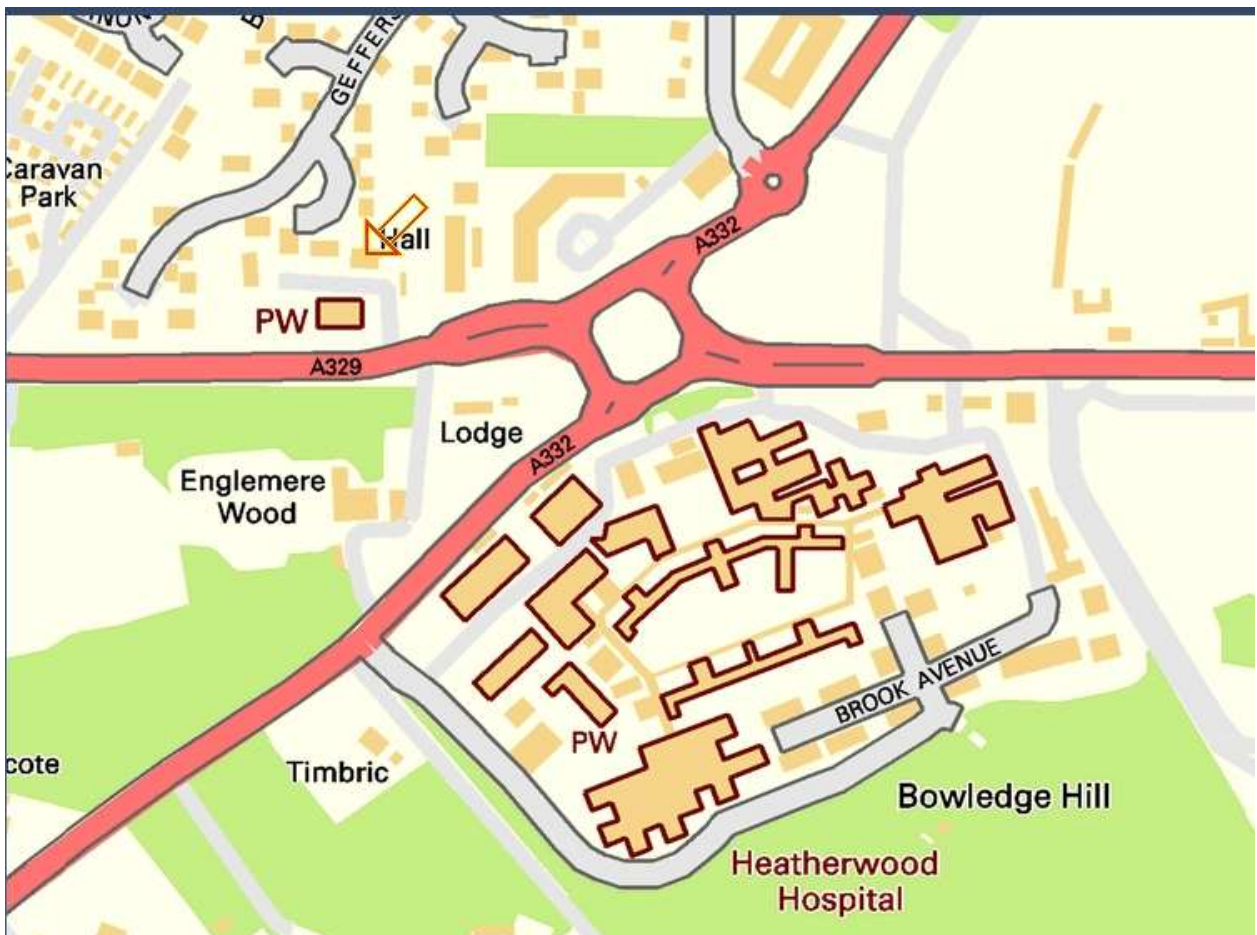 GEFFERS
Caravan
Park
Hall
A332
PW
A329
Lodge
A332
Englemere
Wood
BROOK AVENUE
PW
cote
Timbric
Bowledge Hill
Heatherwood
Hospital